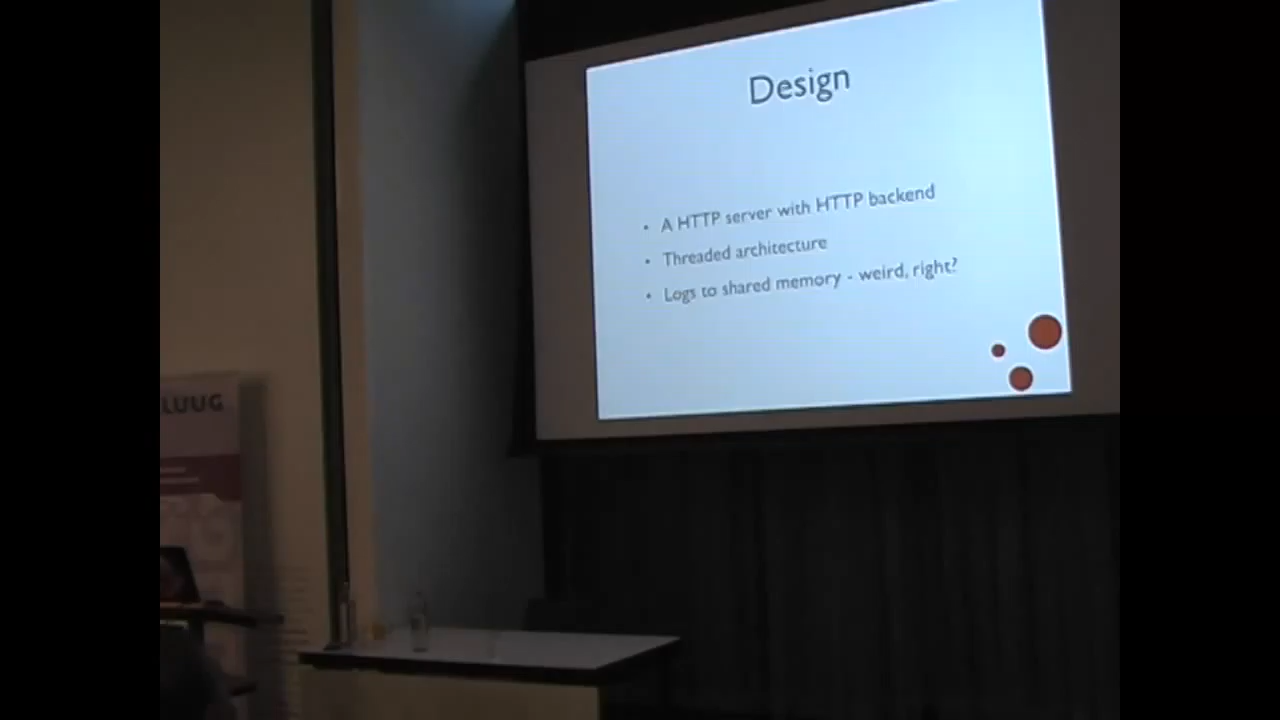 Design
• A HTTP server with HTTP backend
• Threaded architecture
• Logs to shared memory - weird, right?
LUUG